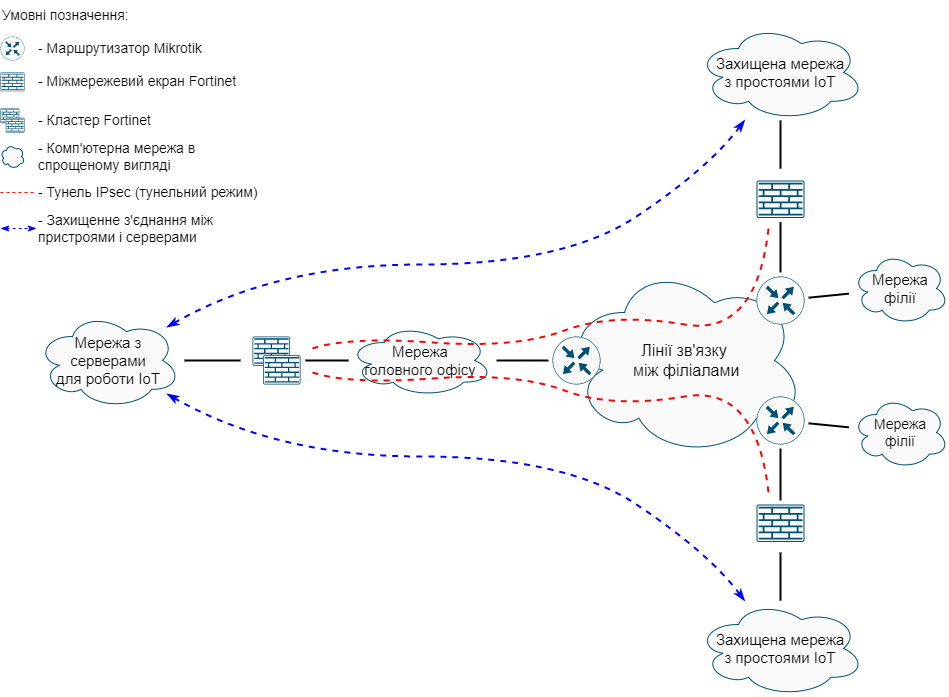 Умовні позначення:
- Маршрутизатор Mikrotik
- Міжмережевий екран Fortinet
- Кластер Fortinet
- Комп'ютерна мережа в
спрощеному вигляді
- Тунель IPsec (тунельний режим)
- Захищенне з'єднання між
пристроями і серверами
Захищена мережа
з простоями IoT
Мережа
філії
Мережа з
серверами
для роботи IoT
Мережа
головного офісу
Лінії зв'язку
між філіалами
Мережа
філії
Захищена мережа
з простоями IoT